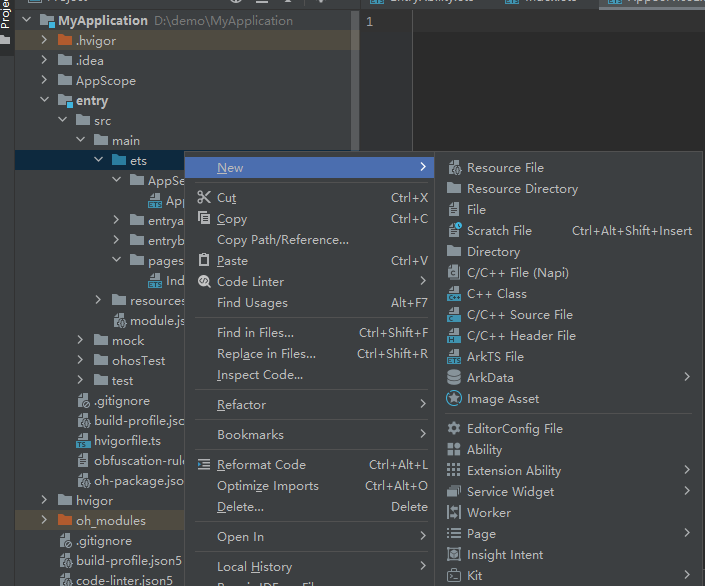 MyApplication D:\demo\MyApplication
.hvigor
.idea
AppScope
entry
src
main
ets
AppSe
entrya
entryb
pages
Ind
resources
module.js
mock
ohosTest
test
.gitignore
build-profile.jso
hvigorfile.ts
obfuscation-rul
oh-package.jso
hvigor
oh_modules
.gitignore
build-profile.json5
code-linter.json5
1
New
Cut Ctrl+X
Copy Ctrl+C
Copy Path/Reference...
Paste Ctrl+V
Code Linter
Find Usages Alt+F7
Find in Files... Ctrl+Shift+F
Replace in Files... Ctrl+Shift+R
Inspect Code...
Refactor
Bookmarks
Reformat Code Ctrl+Alt+L
Optimize Imports Ctrl+Alt+O
Delete... Delete
Open In
Local History
Resource File
Resource Directory
File
Scratch File Ctrl+Alt+Shift+Insert
Directory
C/C++ File (Napi)
C++ Class
C/C++ Source File
C/C++ Header File
ArkTS File
ArkData
Image Asset
EditorConfig File
Ability
Extension Ability
Service Widget
Worker
Page
Insight Intent
Kit